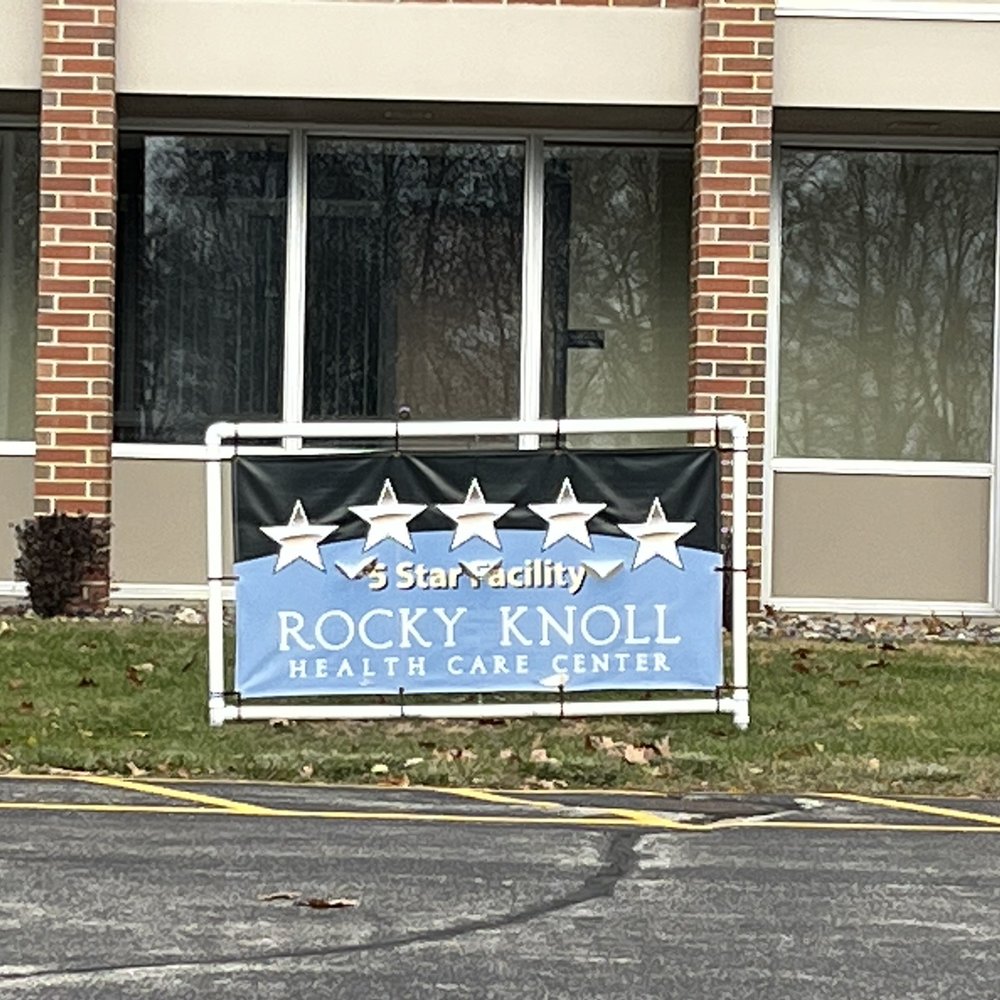 5 Star Facility
ROCKY KNOLL
HEALTH CARE CENTER